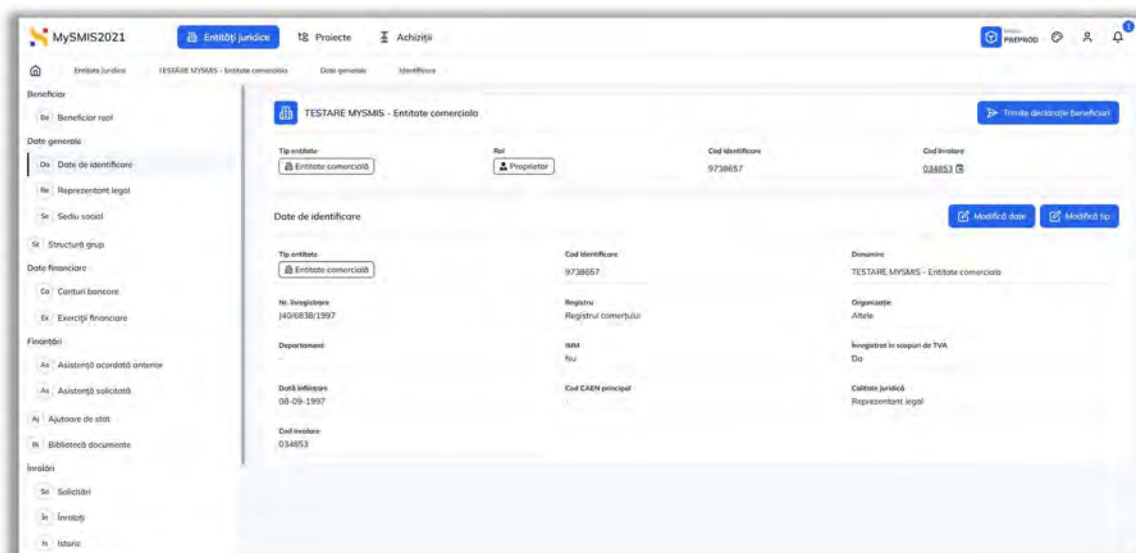 MySMIS2021
Entități juridice
Proiecte
Achiziții
PREPROD
1
Entitate juridice
TESTARE MYSMIS - Entitate comerciala
Date generale
Identificare
Beneficiar
Be Beneficiar real
Date generale
Da Date de identificare
Re Reprezentant legal
Se Sediu social
St Structură grup
Date financiare
Co Conturi bancare
Ex Exerciții financiare
Finanțări
As Asistență acordată anterior
As Asistență solicitată
Aj Ajutoare de stat
Bi Bibliotecă documente
Înrolări
So Solicitări
În Înrolați
Is Istoric
TESTARE MYSMIS - Entitate comerciala
Trimite declarație beneficiari
Tip entitate
Entitate comercială
Rol
Proprietar
Cod identificare
9738657
Cod înrolare
034853
Date de identificare
Modifică date
Modifică tip
Tip entitate
Entitate comercială
Cod identificare
9738657
Denumire
TESTARE MYSMIS - Entitate comerciala
Nr. înregistrare
J40/6838/1997
Registru
Registrul comerțului
Organizație
Altele
Departament
-
IMM
Nu
Înregistrat în scopuri de TVA
Da
Dată înființare
08-09-1997
Cod CAEN principal
Calitate juridică
Reprezentant legal
Cod inrolare
034853